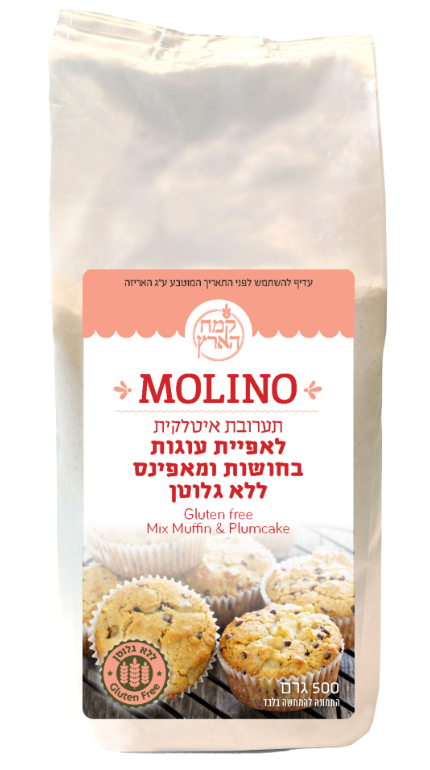 עדיף להשתמש לפני התאריך המוטבע ע"ג האריזה
קמח
הארץ
MOLINO
תערובת איטלקית
לאפיית עוגות
בחושות ומאפינס
ללא גלוטן
Gluten free
Mix Muffin & Plumcake
ללא גלוטן
Gluten Free
500 גרם
התמונה להמחשה בלבד